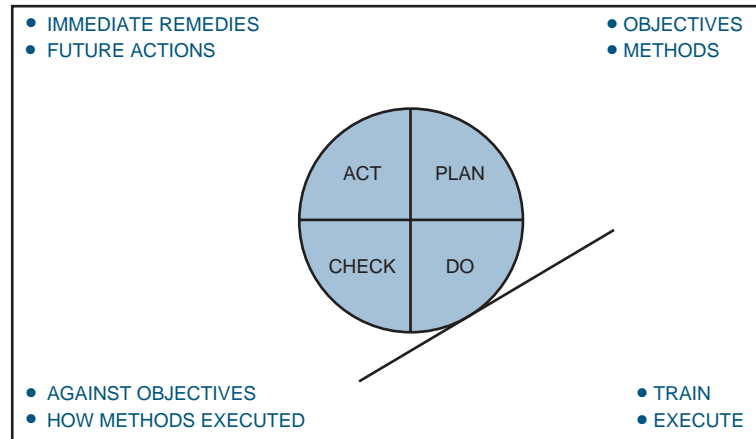 • IMMEDIATE REMEDIES
• FUTURE ACTIONS
• OBJECTIVES
• METHODS
ACT
PLAN
CHECK
DO
• AGAINST OBJECTIVES
• HOW METHODS EXECUTED
• TRAIN
• EXECUTE